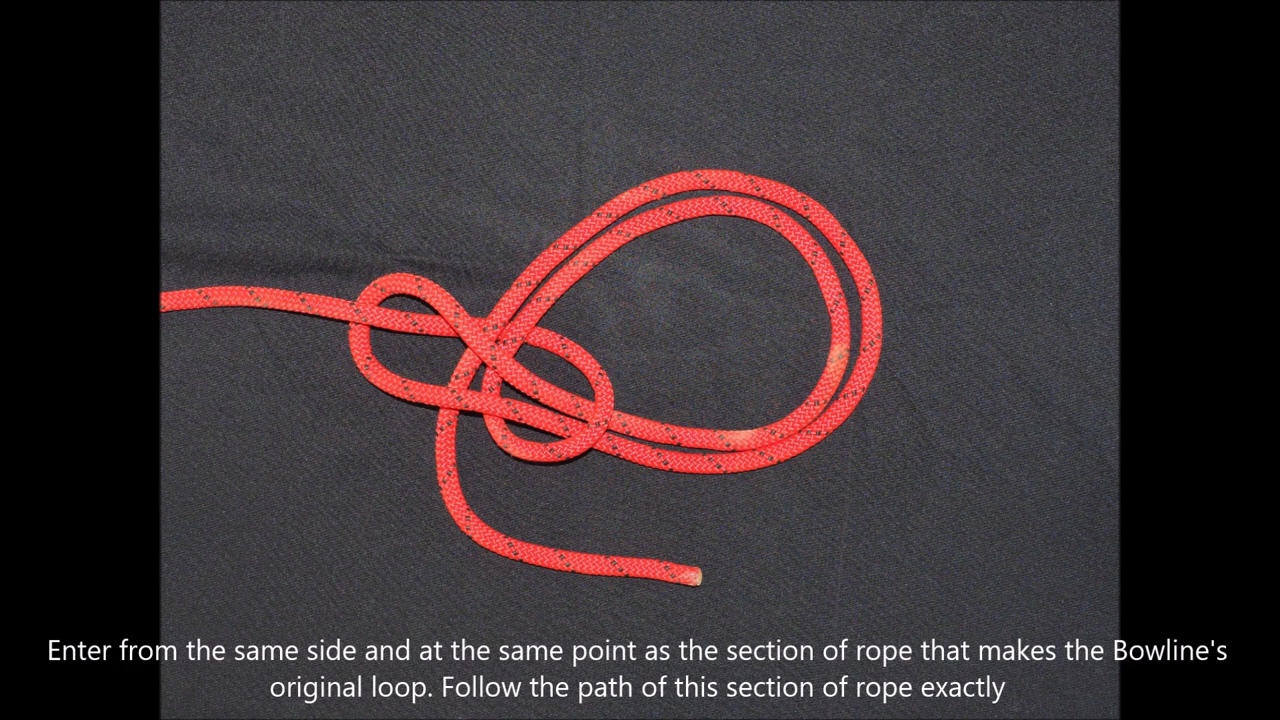 Enter from the same side and at the same point as the section of rope that makes the Bowline's
original loop. Follow the path of this section of rope exactly